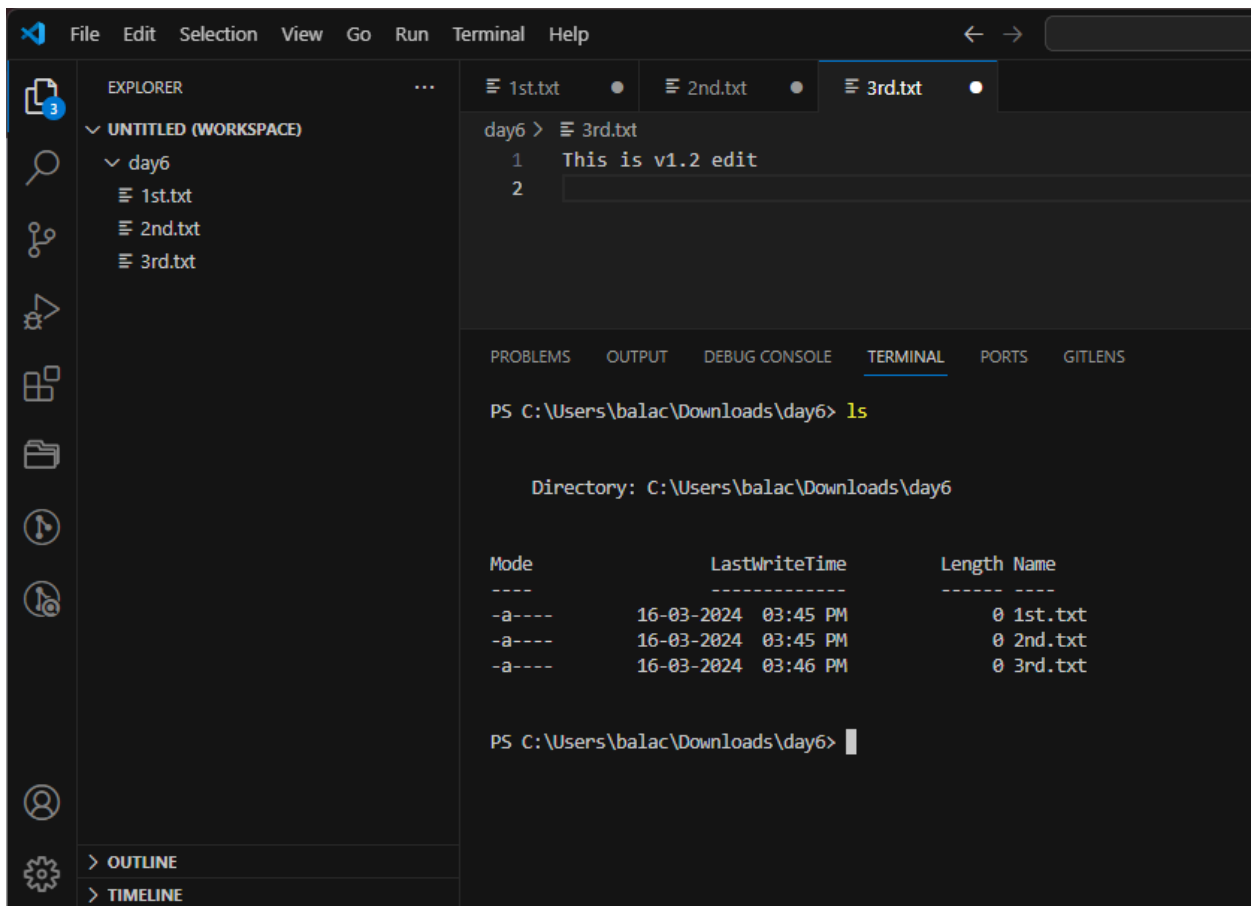 File Edit Selection View Go Run Terminal Help
3
EXPLORER ...
UNTITLED (WORKSPACE)
day6
1st.txt
2nd.txt
3rd.txt
1st.txt 2nd.txt 3rd.txt
day6 > 3rd.txt
1 This is v1.2 edit
2
PROBLEMS OUTPUT DEBUG CONSOLE TERMINAL PORTS GITLENS
PS C:\Users\balac\Downloads\day6> ls
Directory: C:\Users\balac\Downloads\day6
Mode LastWriteTime Length Name
---- ------------- ------ ----
-a---- 16-03-2024 03:45 PM 0 1st.txt
-a---- 16-03-2024 03:45 PM 0 2nd.txt
-a---- 16-03-2024 03:46 PM 0 3rd.txt
PS C:\Users\balac\Downloads\day6>
OUTLINE
TIMELINE